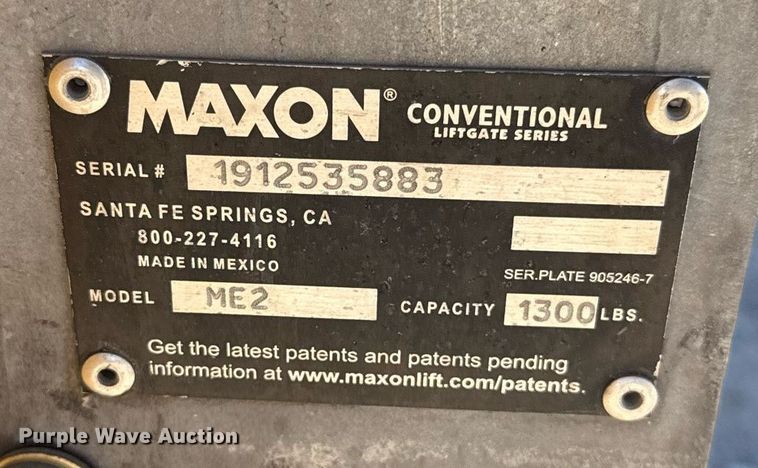 MAXON® CONVENTIONAL
LIFTGATE SERIES
SERIAL # 1912535883
SANTA FE SPRINGS, CA
800-227-4116
MADE IN MEXICO
SER.PLATE 905246-7
MODEL ME2 CAPACITY 1300 LBS.
Get the latest patents and patents pending
information at www.maxonlift.com/patents.
Purple Wave Auction